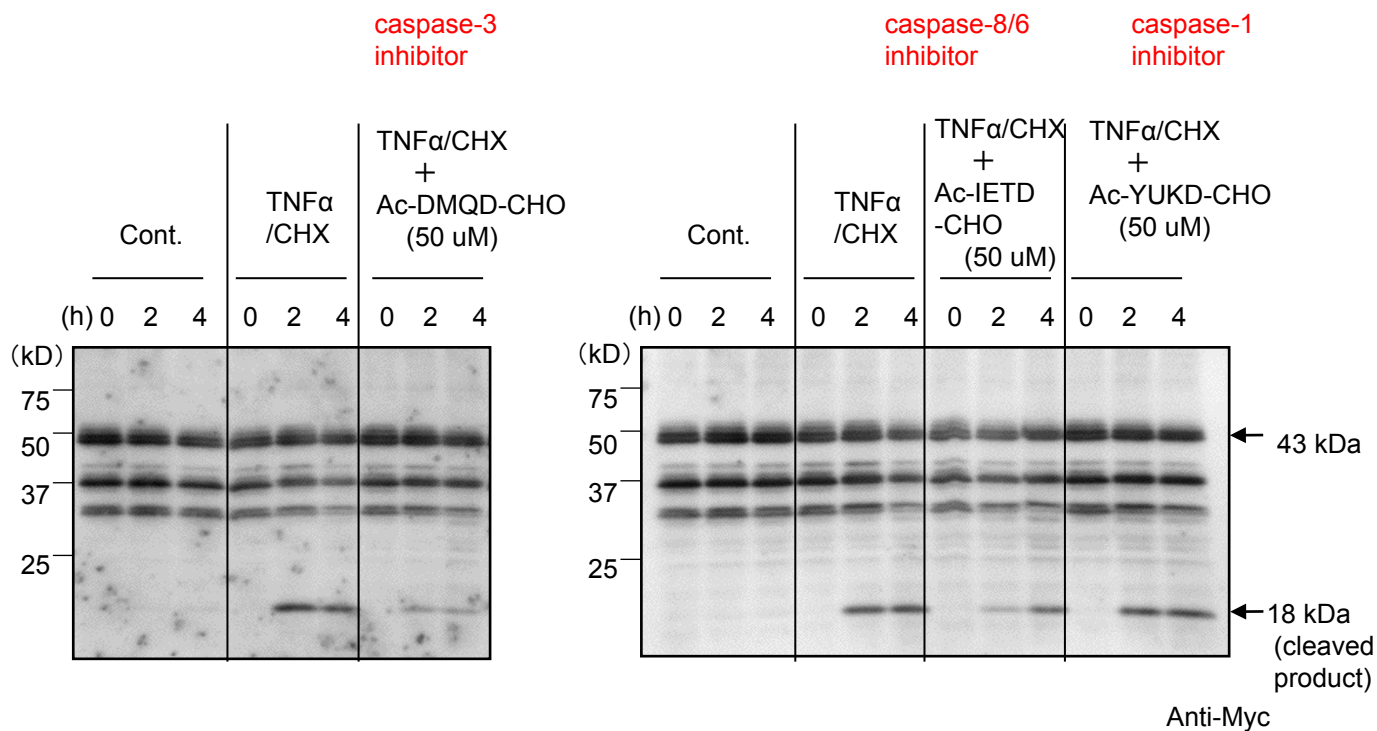 caspase-3
inhibitor
caspase-8/6
inhibitor
caspase-1
inhibitor
Cont.
TNFα
/CHX
TNFα/CHX
+
Ac-DMQD-CHO
(50 uM)
Cont.
TNFα
/CHX
TNFα/CHX
+
Ac-IETD
-CHO
(50 uM)
TNFα/CHX
+
Ac-YUKD-CHO
(50 uM)
(h) 0 2 4 0 2 4 0 2 4
(h) 0 2 4 0 2 4 0 2 4 0 2 4
(kD)
75
50
37
25
(kD)
75
50
37
25
43 kDa
18 kDa
(cleaved
product)
Anti-Myc